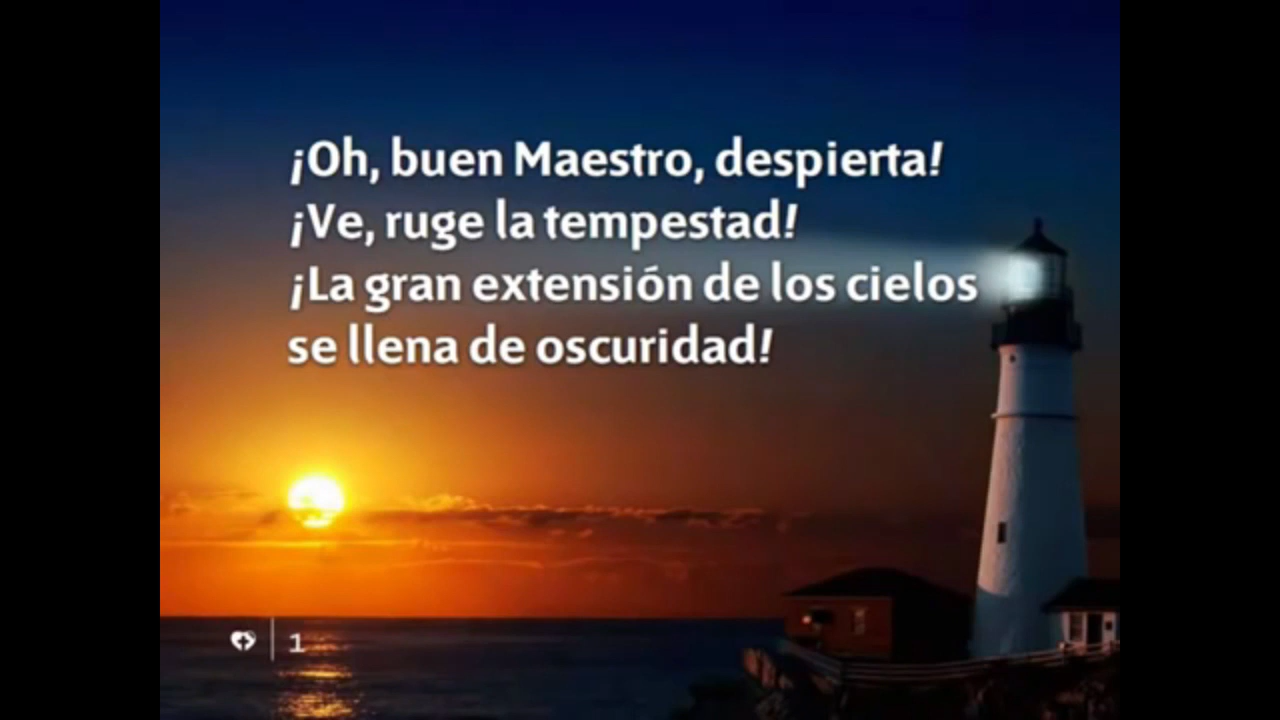 ¡Oh, buen Maestro, despierta!
¡Ve, ruge la tempestad!
¡La gran extensión de los cielos
se llena de oscuridad!
1